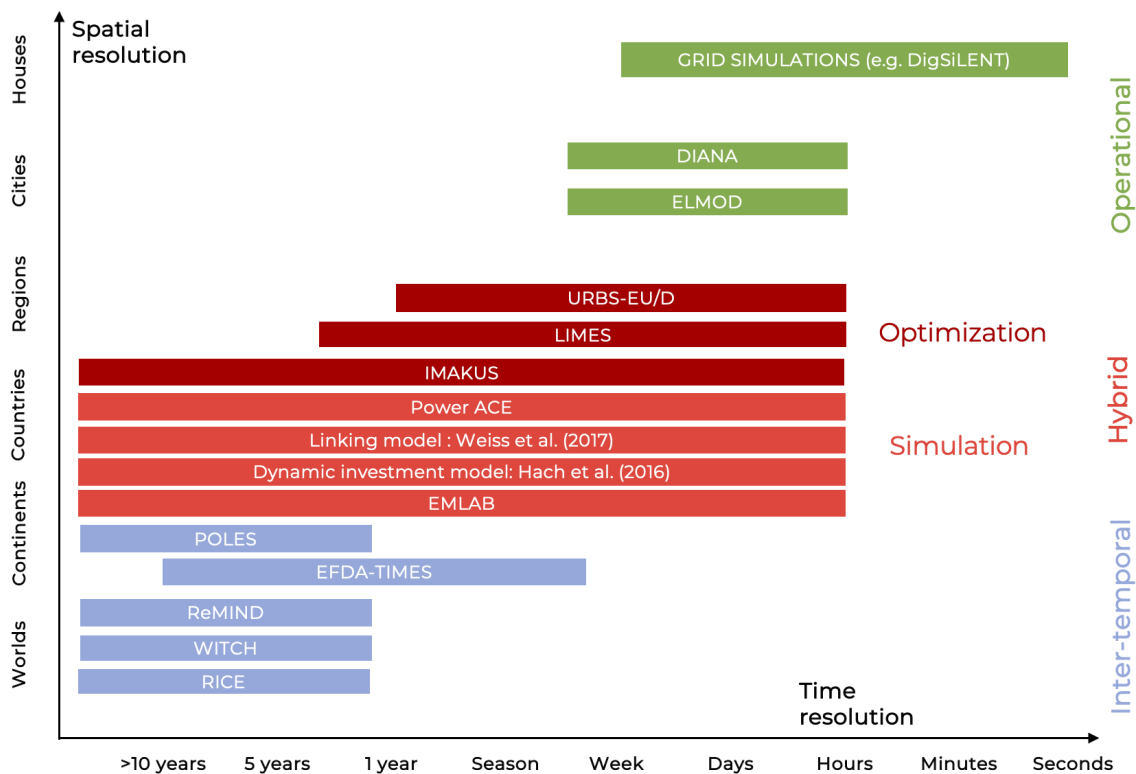 Spatial
resolution
Houses
Cities
Regions
Countries
Continents
Worlds
GRID SIMULATIONS (e.g. DigSiLENT)
DIANA
ELMOD
URBS-EU/D
LIMES
IMAKUS
Power ACE
Linking model : Weiss et al. (2017)
Dynamic investment model: Hach et al. (2016)
EMLAB
POLES
EFDA-TIMES
ReMIND
WITCH
RICE
Optimization
Simulation
Operational
Hybrid
Inter-temporal
Time
resolution
>10 years
5 years
1 year
Season
Week
Days
Hours
Minutes
Seconds